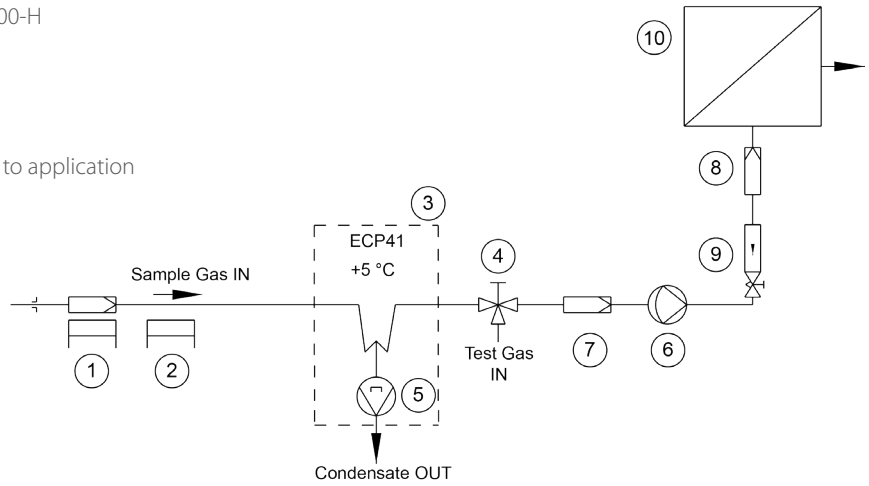 00-H
10
to application
8
3
ECP41
+5 °C
Sample Gas IN
4
9
Test Gas
IN
1
2
5
7
6
Condensate OUT